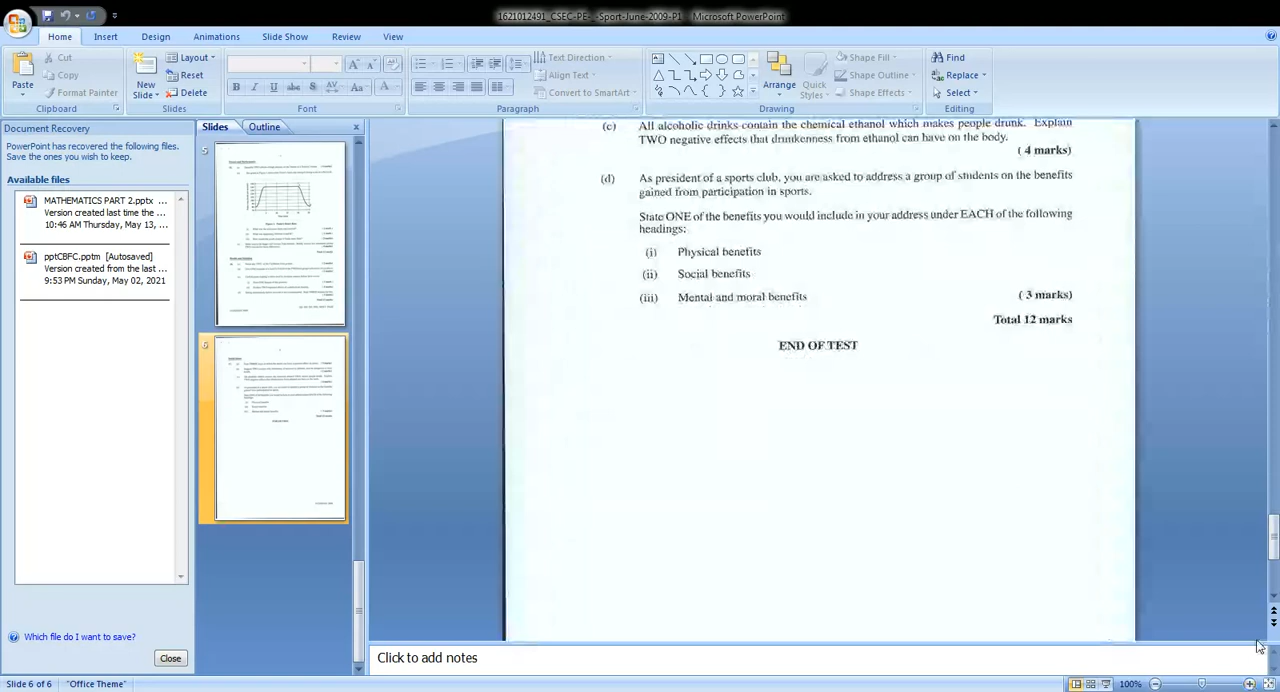 1621012491_CSEC-PE-_-Sport-June-2009-P1... Microsoft PowerPoint
Home Insert Design Animations Slide Show Review View
Paste
Cut
Copy
Format Painter
Clipboard
New
Slide
Layout
Reset
Delete
Slides
B I U abe S AV Aa A
Font
Text Direction
Align Text
Convert to SmartArt
Paragraph
Arrange
Quick
Styles
Shape Fill
Shape Outline
Shape Effects
Drawing
Find
Replace
Select
Editing
Document Recovery
PowerPoint has recovered the following files.
Save the ones you wish to keep.
Available files
MATHEMATICS PART 2.pptx
Version created last time the ...
10:46 AM Thursday, May 13, ...
Version created from the last ...
Which file do I want to save?
Close
Slides Outline
5
6
(c) All alcoholic drinks contain the chemical ethanol which makes people drunk. Explain
TWO negative effects that drunkenness from ethanol can have on the body.
( 4 marks)
(d) As president of a sports club, you are asked to address a group of students on the benefits
gained from participation in sports.
State ONE of the benefits you would include in your address under EACH of the following
headings:
(i) Physical benefits
(ii) Social benefits
(iii) Mental and moral benefits ( 3 marks)
Total 12 marks
END OF TEST
Click to add notes
Slide 6 of 6 "Office Theme" 100%